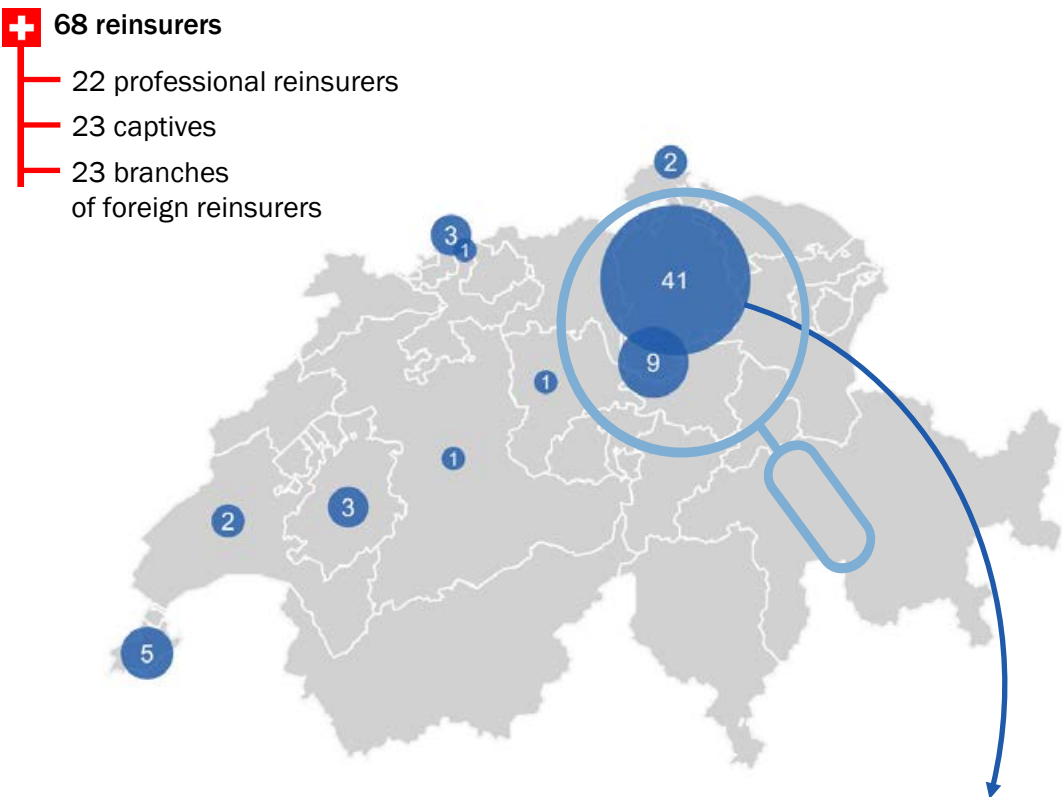 68 reinsurers
22 professional reinsurers
23 captives
23 branches
of foreign reinsurers
2
3
1
41
9
1
1
3
2
5